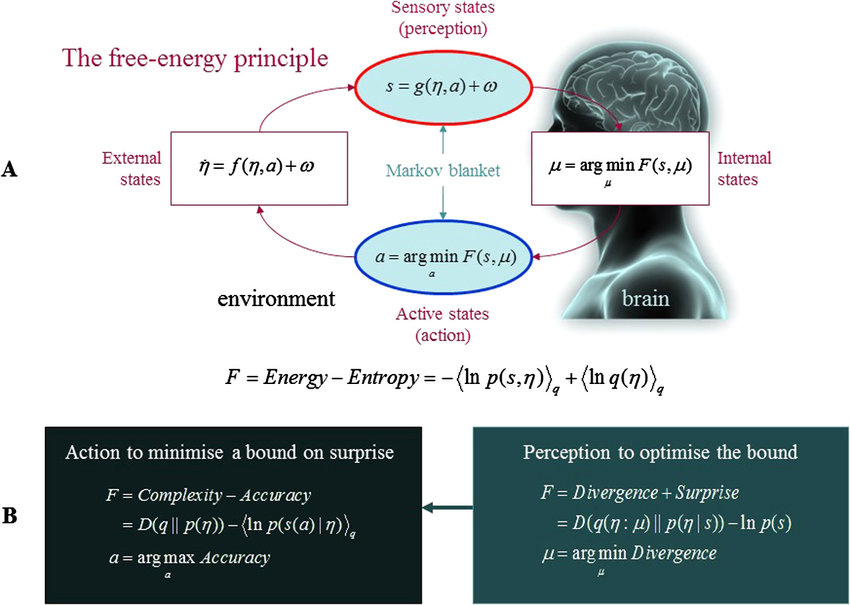 Sensory states
(perception)
The free-energy principle
s = g(η, a) + ω
A
External
states
η̇ = f(η, a) + ω
Markov blanket
μ = arg min F(s, μ)
μ
Internal
states
a = arg min F(s, μ)
a
environment
brain
Active states
(action)
F = Energy − Entropy = −⟨ln p(s, η)⟩q + ⟨ln q(η)⟩q
B
Action to minimise a bound on surprise
F = Complexity − Accuracy
= D(q || p(η)) − ⟨ln p(s(a) | η)⟩q
a = arg max Accuracy
a
Perception to optimise the bound
F = Divergence + Surprise
= D(q(η : μ) || p(η | s)) − ln p(s)
μ = arg min Divergence
μ